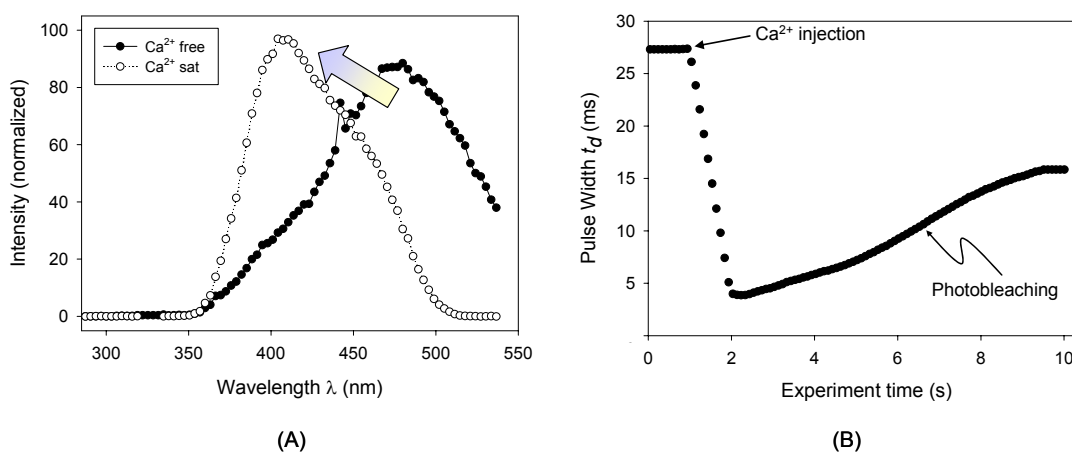 Intensity (normalized)
100
80
60
40
20
0
Ca²⁺ free
Ca²⁺ sat
300 350 400 450 500 550
Wavelength λ (nm)
(A)
Pulse Width t_d (ms)
30
25
20
15
10
5
Ca²⁺ injection
Photobleaching
0 2 4 6 8 10
Experiment time (s)
(B)